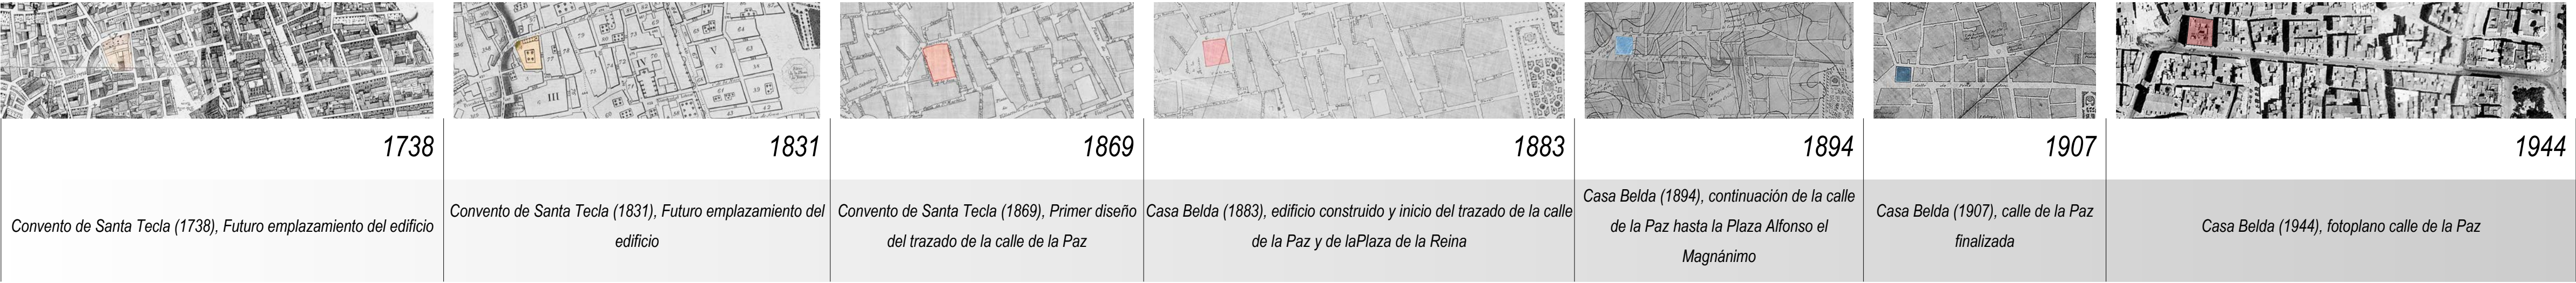 1738
1831
1869
1883
1894
1907
1944
Convento de Santa Tecla (1738), Futuro emplazamiento del edificio
Convento de Santa Tecla (1831), Futuro emplazamiento del
edificio
Convento de Santa Tecla (1869), Primer diseño
del trazado de la calle de la Paz
Casa Belda (1883), edificio construido y inicio del trazado de la calle
de la Paz y de laPlaza de la Reina
Casa Belda (1894), continuación de la calle
de la Paz hasta la Plaza Alfonso el
Magnánimo
Casa Belda (1907), calle de la Paz
finalizada
Casa Belda (1944), fotoplano calle de la Paz